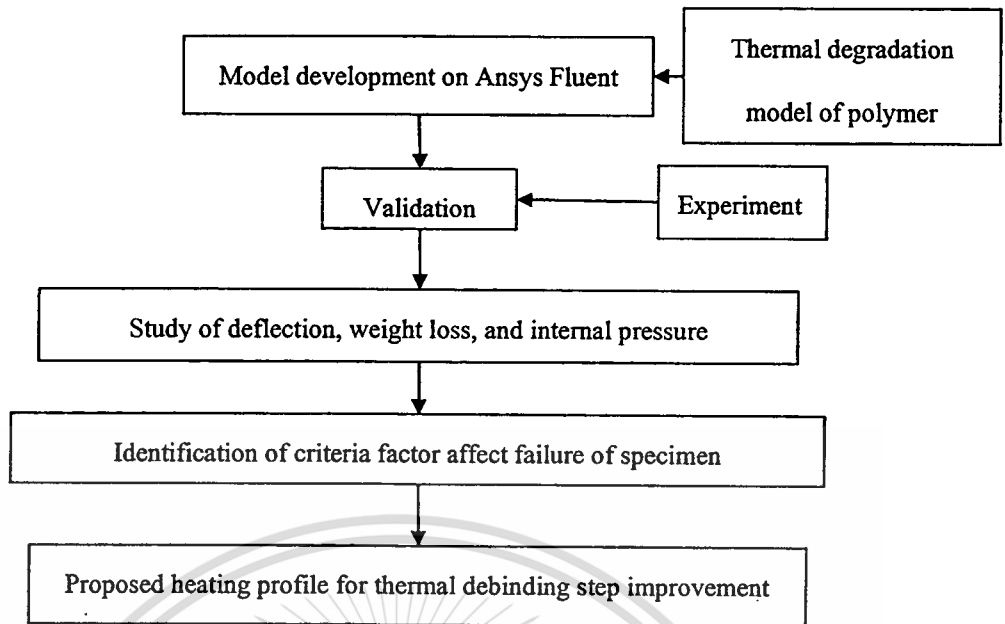 Model development on Ansys Fluent
Thermal degradation
model of polymer
Validation
Experiment
Study of deflection, weight loss, and internal pressure
Identification of criteria factor affect failure of specimen
Proposed heating profile for thermal debinding step improvement